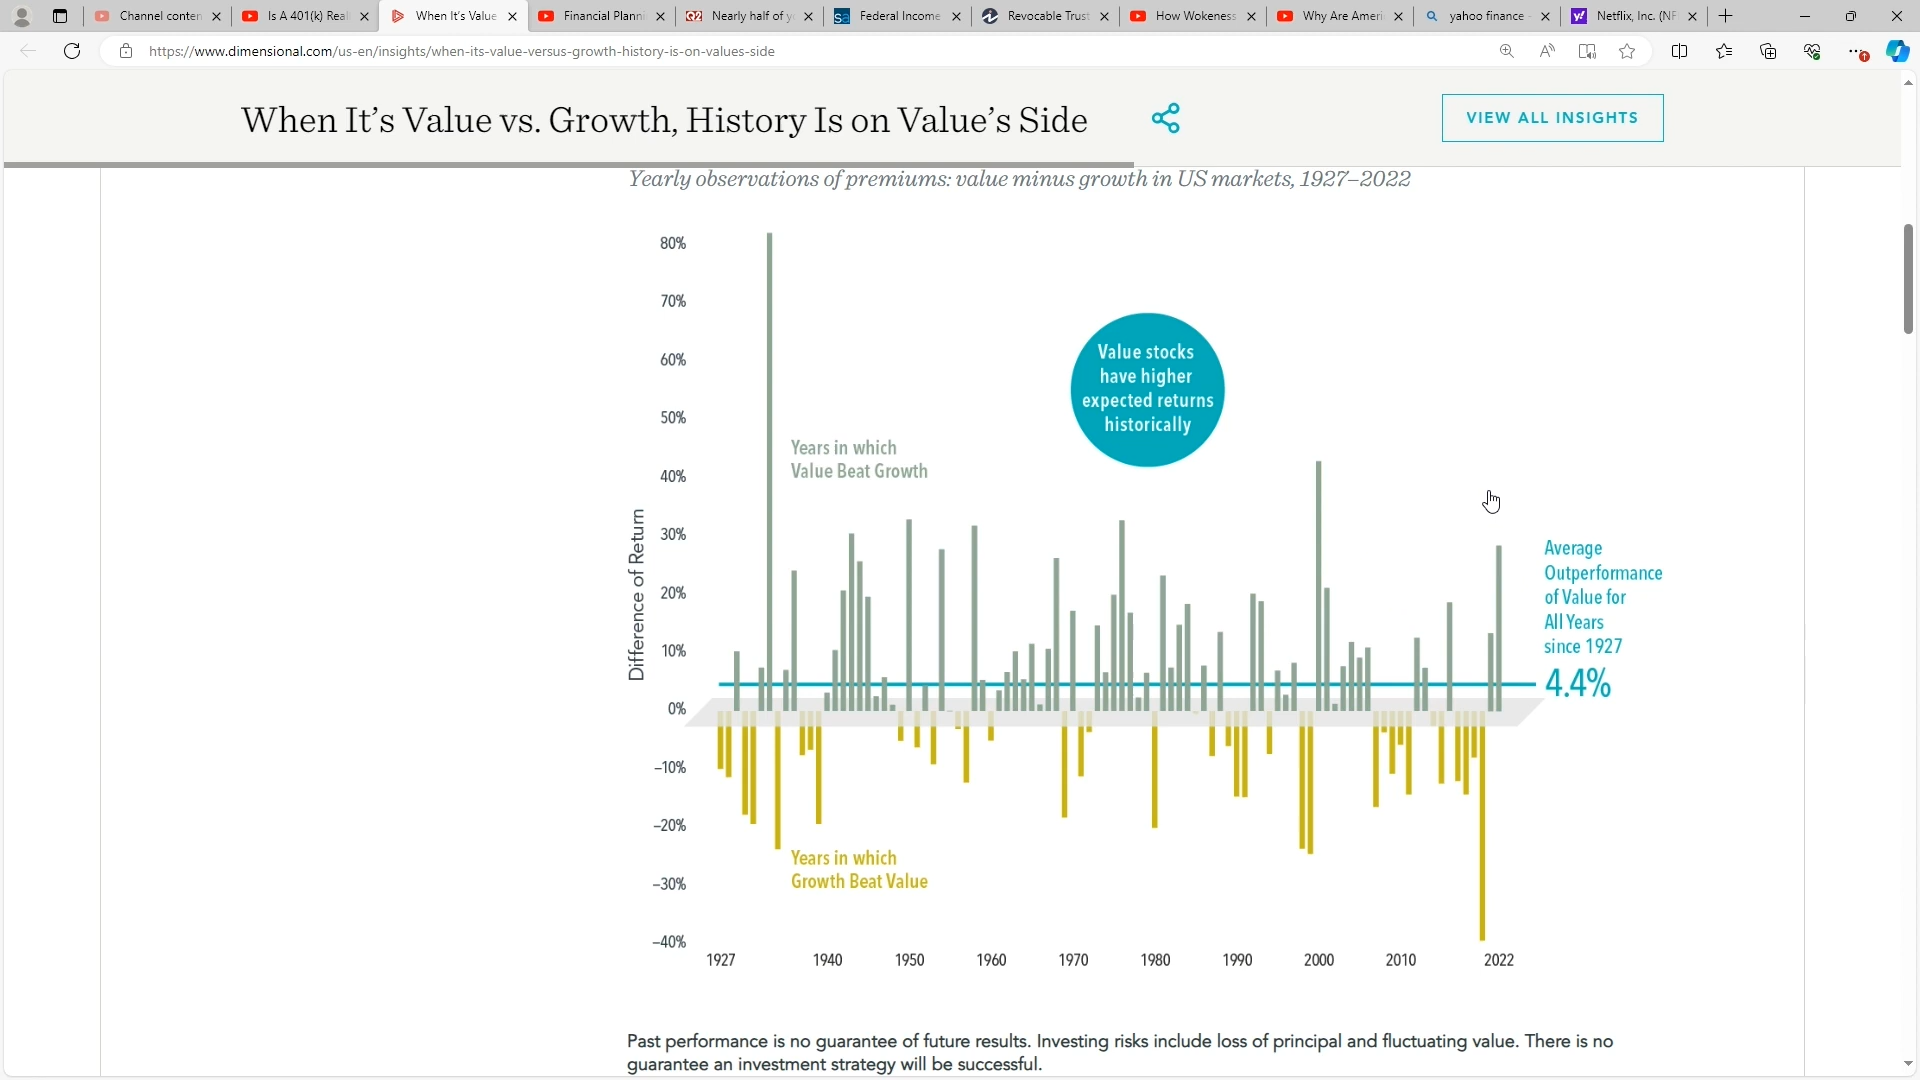 Channel conten
Is A 401(k) Real
When It's Value
Financial Plann
Nearly half of y
Federal Income
Revocable Trust
How Wokeness
Why Are Ameri
yahoo finance -
Netflix, Inc. (NF
https://www.dimensional.com/us-en/insights/when-its-value-versus-growth-history-is-on-values-side
When It’s Value vs. Growth, History Is on Value’s Side
VIEW ALL INSIGHTS
Yearly observations of premiums: value minus growth in US markets, 1927–2022
80%
70%
60%
50%
40%
30%
20%
10%
0%
–10%
–20%
–30%
–40%
Difference of Return
Value stocks
have higher
expected returns
historically
Years in which
Value Beat Growth
Average
Outperformance
of Value for
All Years
since 1927
4.4%
Years in which
Growth Beat Value
1927 1940 1950 1960 1970 1980 1990 2000 2010 2022
Past performance is no guarantee of future results. Investing risks include loss of principal and fluctuating value. There is no
guarantee an investment strategy will be successful.